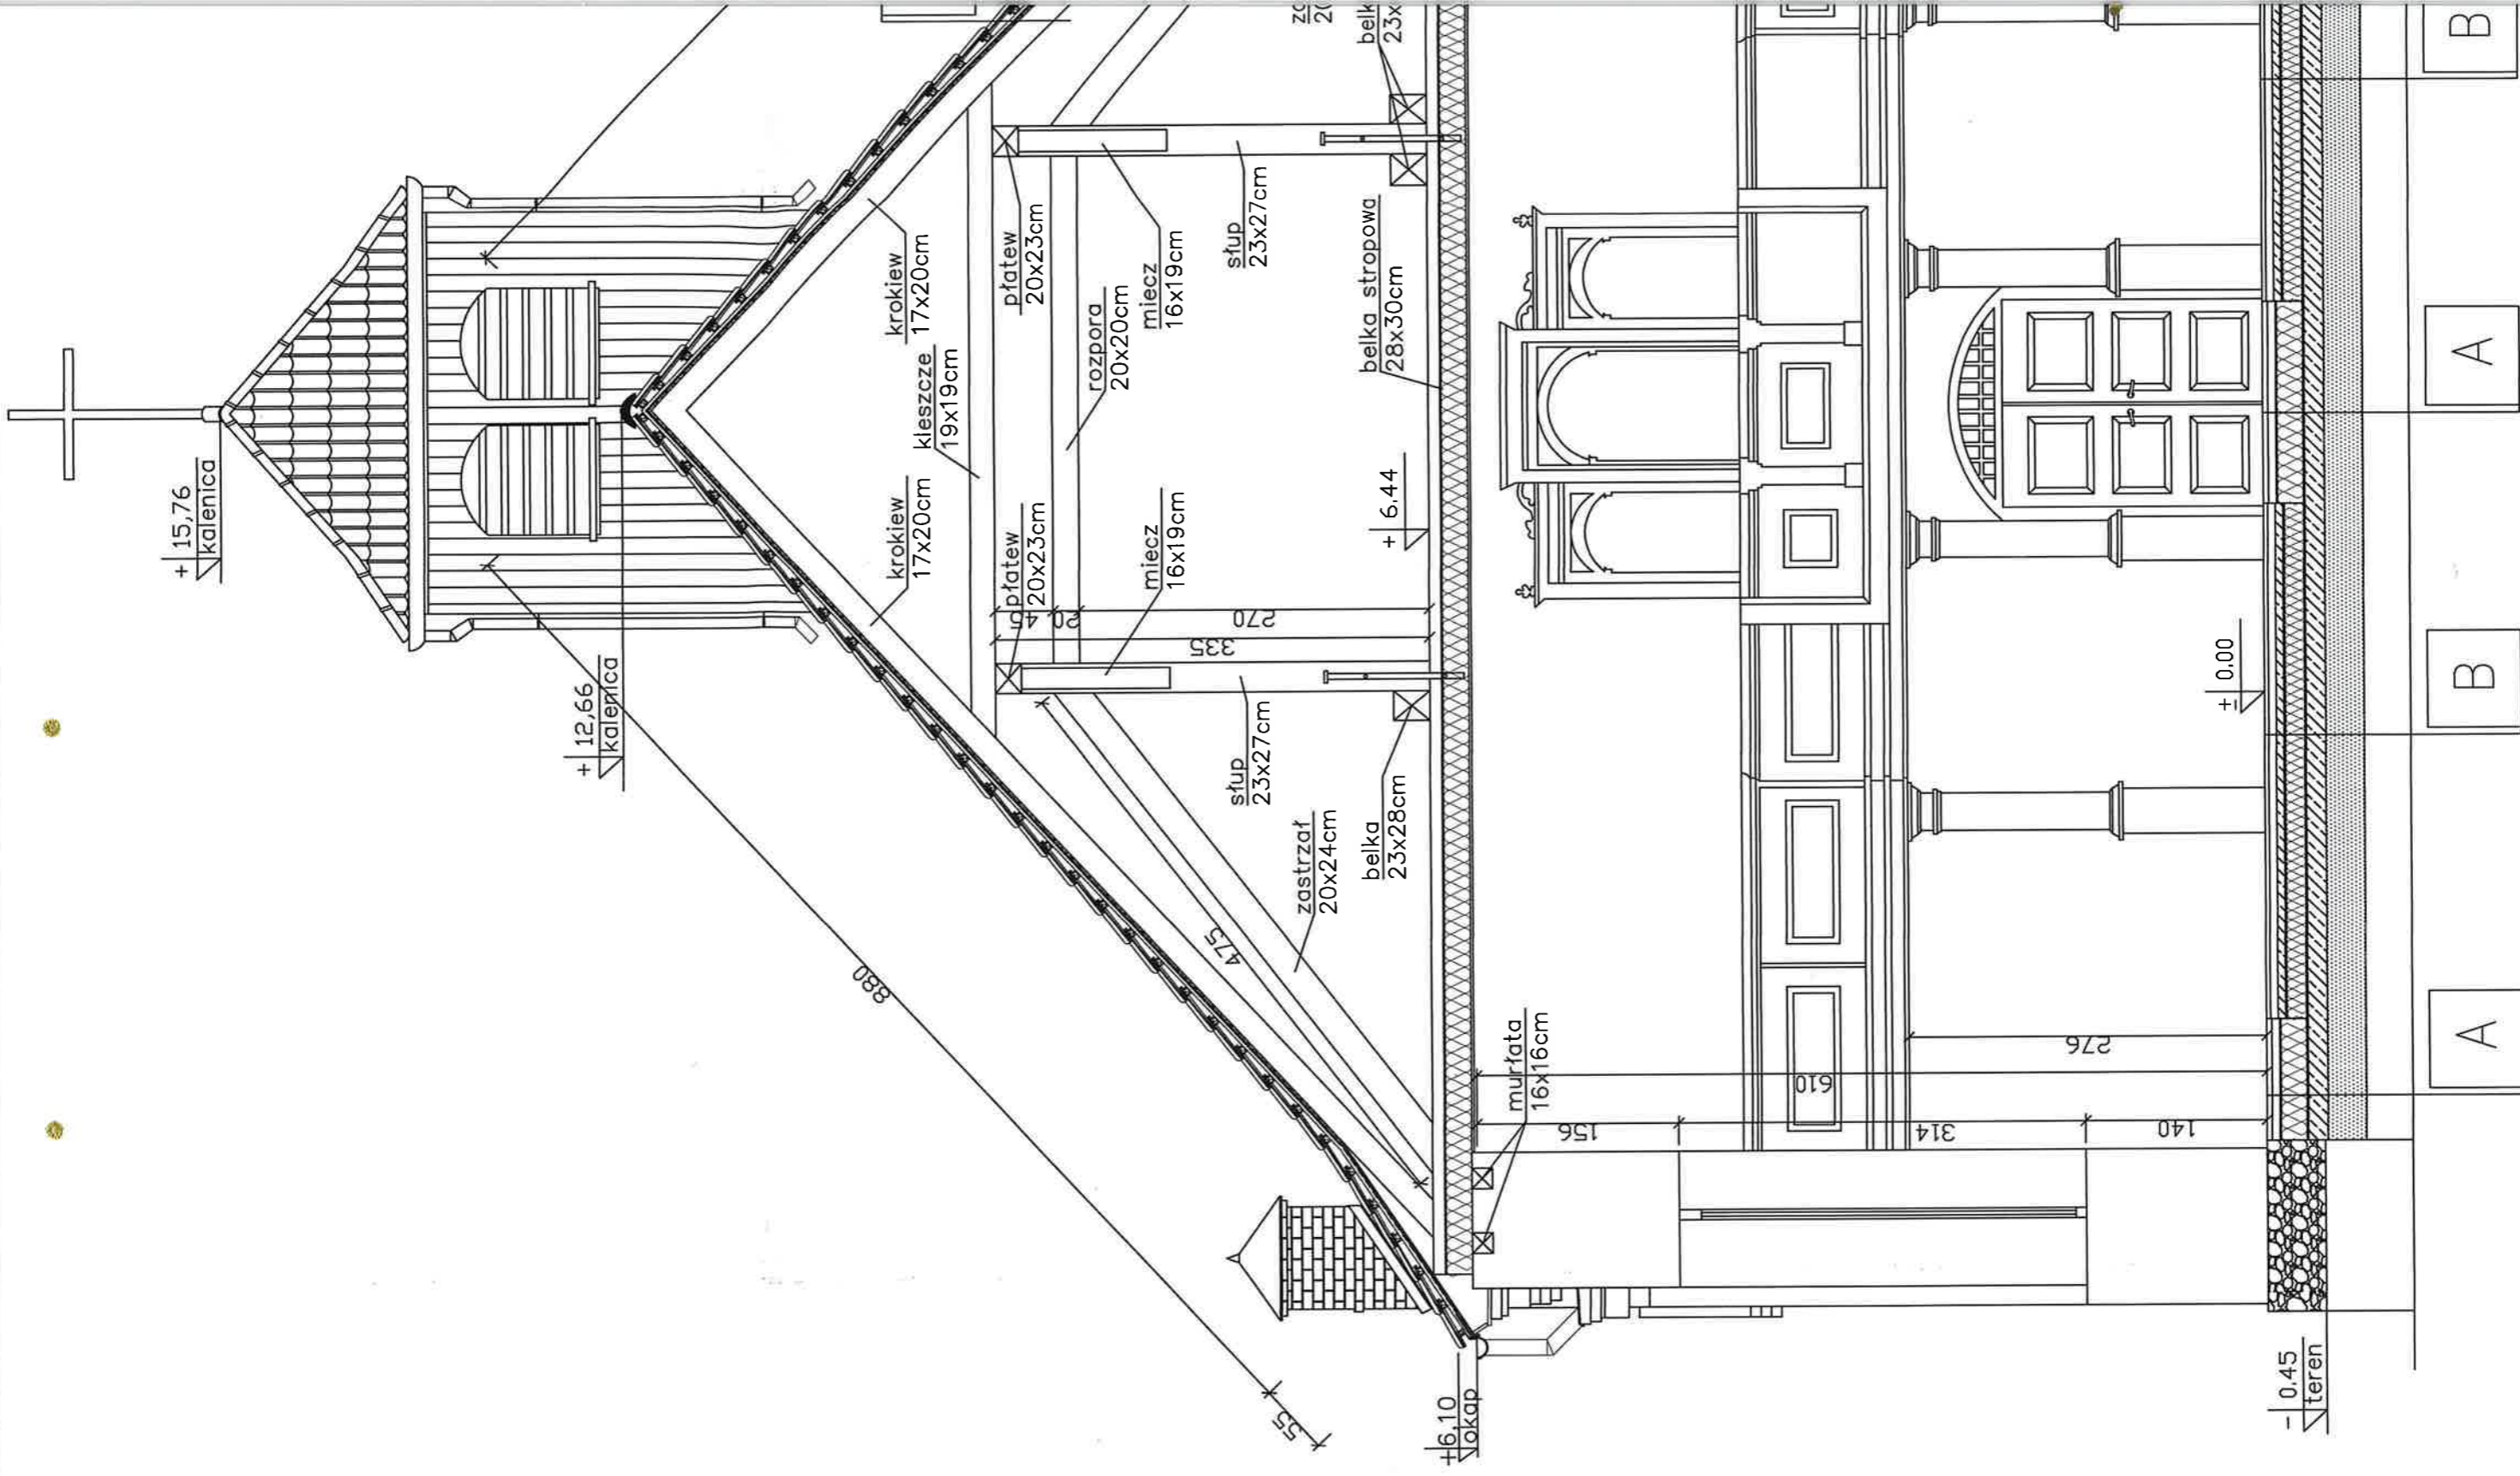 + 15,76
kalenica
+ 12,66
kalenica
krokiew
17x20cm
kleszcze
19x19cm
krokiew
17x20cm
płatew
20x23cm
rozpora
20x20cm
miecz
16x19cm
słup
23x27cm
belka stropowa
28x30cm
belk
23x
20
płatew
20x23cm
miecz
16x19cm
45
20
270
335
+ 6.44
słup
23x27cm
belka
23x28cm
zastrzał
20x24cm
475
880
55
+6,10
okap
murłata
16x16cm
156
314
140
610
276
± 0.00
- 0.45
teren
A
B
A
B